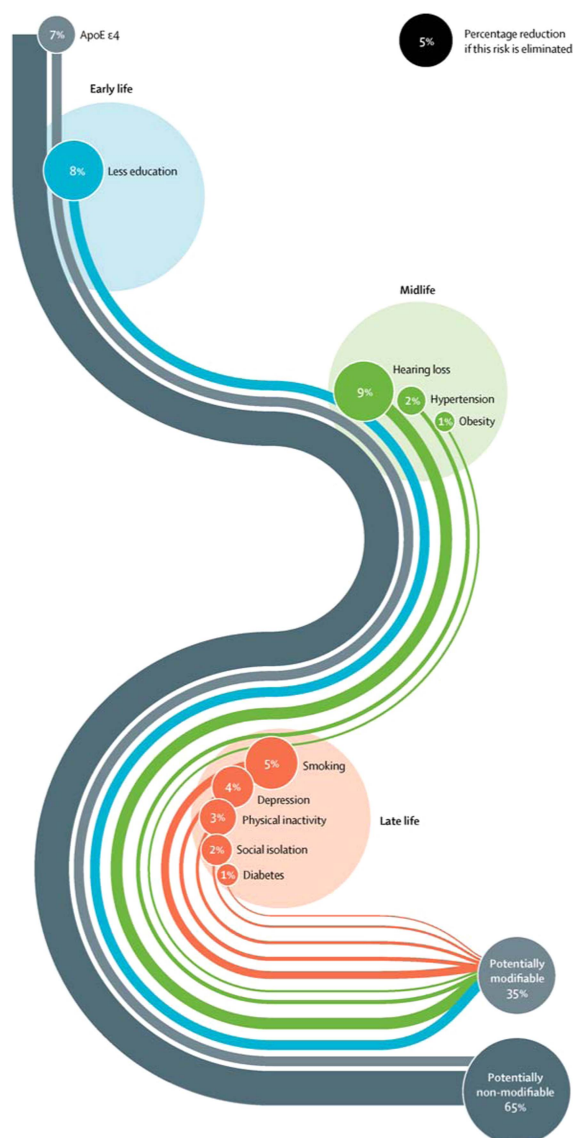 7%
ApoE ε4
5%
Percentage reduction
if this risk is eliminated
Early life
8%
Less education
Midlife
Hearing loss
9%
2%
Hypertension
1%
Obesity
5%
Smoking
4%
Depression
3%
Physical inactivity
Late life
2%
Social isolation
1%
Diabetes
Potentially
modifiable
35%
Potentially
non-modifiable
65%